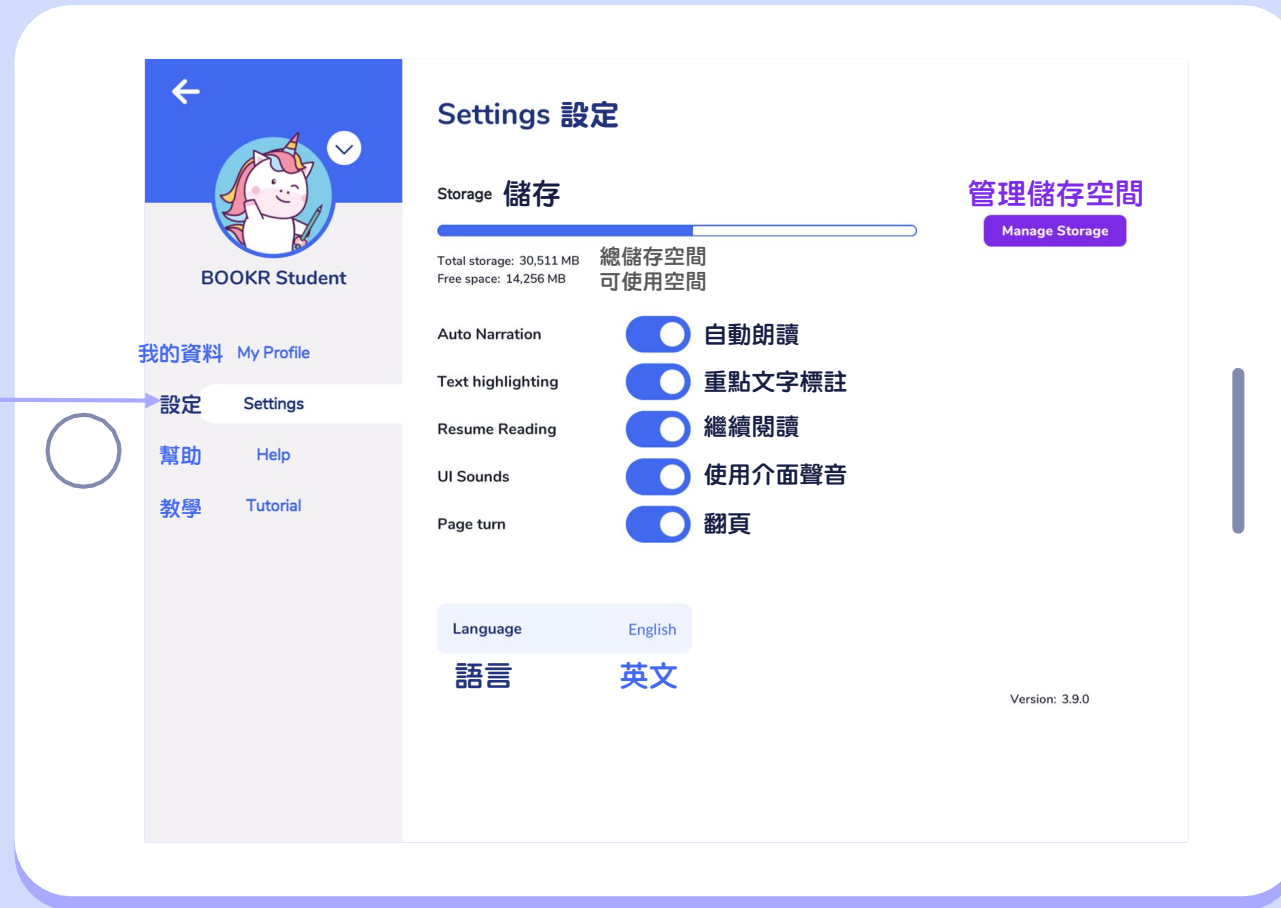 BOOKR Student
我的資料 My Profile
設定 Settings
幫助 Help
教學 Tutorial
Settings 設定
Storage 儲存
管理儲存空間
Manage Storage
Total storage: 30,511 MB 總儲存空間
Free space: 14,256 MB 可使用空間
Auto Narration 自動朗讀
Text highlighting 重點文字標註
Resume Reading 繼續閱讀
UI Sounds 使用介面聲音
Page turn 翻頁
Language English
語言 英文
Version: 3.9.0